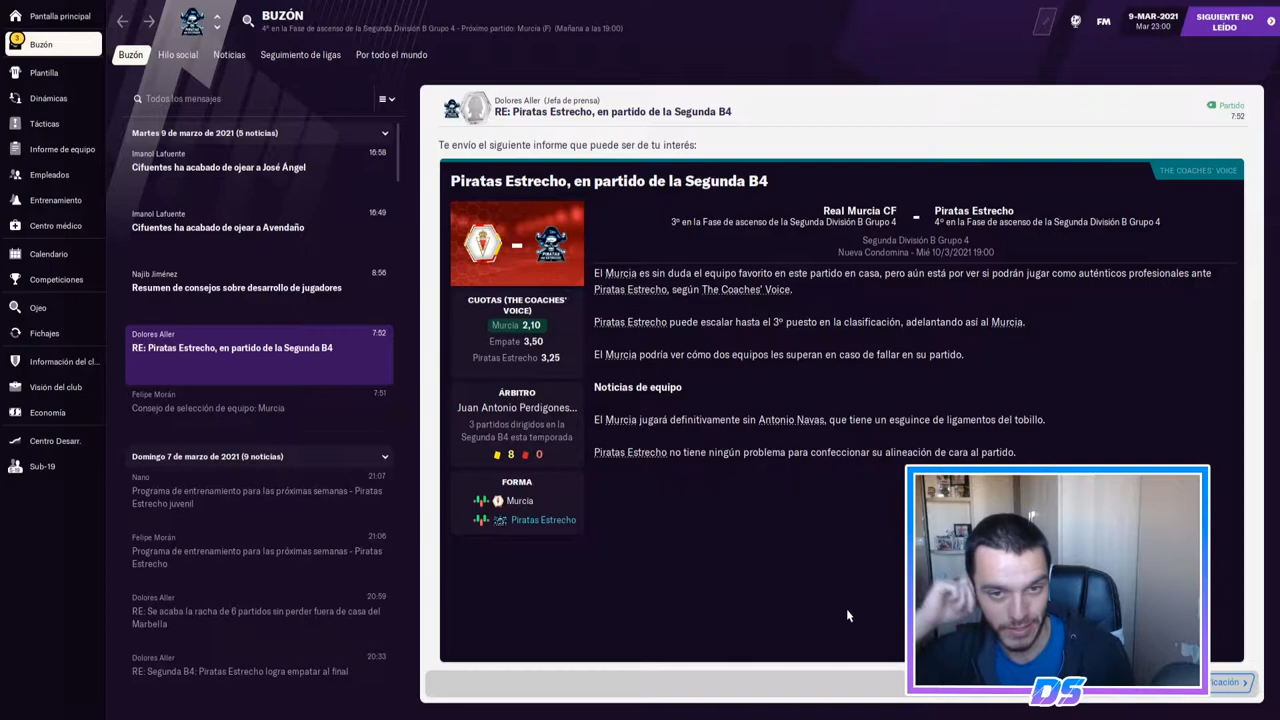 Pantalla principal
3
Buzón
Plantilla
Dinámicas
Tácticas
Informe de equipo
Empleados
Entrenamiento
Centro médico
Calendario
Competiciones
Ojeo
Fichajes
Información del cl...
Visión del club
Economía
Centro Desarr.
Sub-19
BUZÓN
4º en la Fase de ascenso de la Segunda División B Grupo 4 - Próximo partido: Murcia (F) (Mañana a las 19:00)
FM
9-MAR-2021
Mar 23:00
SIGUIENTE NO
LEÍDO
Buzón
Hilo social
Noticias
Seguimiento de ligas
Por todo el mundo
Todos los mensajes
Martes 9 de marzo de 2021 (5 noticias)
Imanol Lafuente 16:58
Cifuentes ha acabado de ojear a José Ángel
Imanol Lafuente 16:49
Cifuentes ha acabado de ojear a Avendaño
Najib Jiménez 8:56
Resumen de consejos sobre desarrollo de jugadores
Dolores Aller 7:52
RE: Piratas Estrecho, en partido de la Segunda B4
Felipe Morán 7:51
Consejo de selección de equipo: Murcia
Domingo 7 de marzo de 2021 (9 noticias)
Nano 21:07
Programa de entrenamiento para las próximas semanas - Piratas
Estrecho juvenil
Felipe Morán 21:06
Programa de entrenamiento para las próximas semanas - Piratas
Estrecho
Dolores Aller 20:59
RE: Se acaba la racha de 6 partidos sin perder fuera de casa del
Marbella
Dolores Aller 20:33
RE: Segunda B4: Piratas Estrecho logra empatar al final
Dolores Aller (Jefa de prensa)
RE: Piratas Estrecho, en partido de la Segunda B4
Partido
7:52
Te envío el siguiente informe que puede ser de tu interés:
THE COACHES' VOICE
Piratas Estrecho, en partido de la Segunda B4
Real Murcia CF - Piratas Estrecho
3º en la Fase de ascenso de la Segunda División B Grupo 4 4º en la Fase de ascenso de la Segunda División B Grupo 4
Segunda División B Grupo 4
Nueva Condomina - Mié 10/3/2021 19:00
CUOTAS (THE COACHES'
VOICE)
Murcia 2,10
Empate 3,50
Piratas Estrecho 3,25
ÁRBITRO
Juan Antonio Perdigones...
3 partidos dirigidos en la
Segunda B4 esta temporada
8 0
FORMA
Murcia
Piratas Estrecho
El Murcia es sin duda el equipo favorito en este partido en casa, pero aún está por ver si podrán jugar como auténticos profesionales ante
Piratas Estrecho, según The Coaches' Voice.
Piratas Estrecho puede escalar hasta el 3º puesto en la clasificación, adelantando así al Murcia.
El Murcia podría ver cómo dos equipos les superan en caso de fallar en su partido.
Noticias de equipo
El Murcia jugará definitivamente sin Antonio Navas, que tiene un esguince de ligamentos del tobillo.
Piratas Estrecho no tiene ningún problema para confeccionar su alineación de cara al partido.
DS